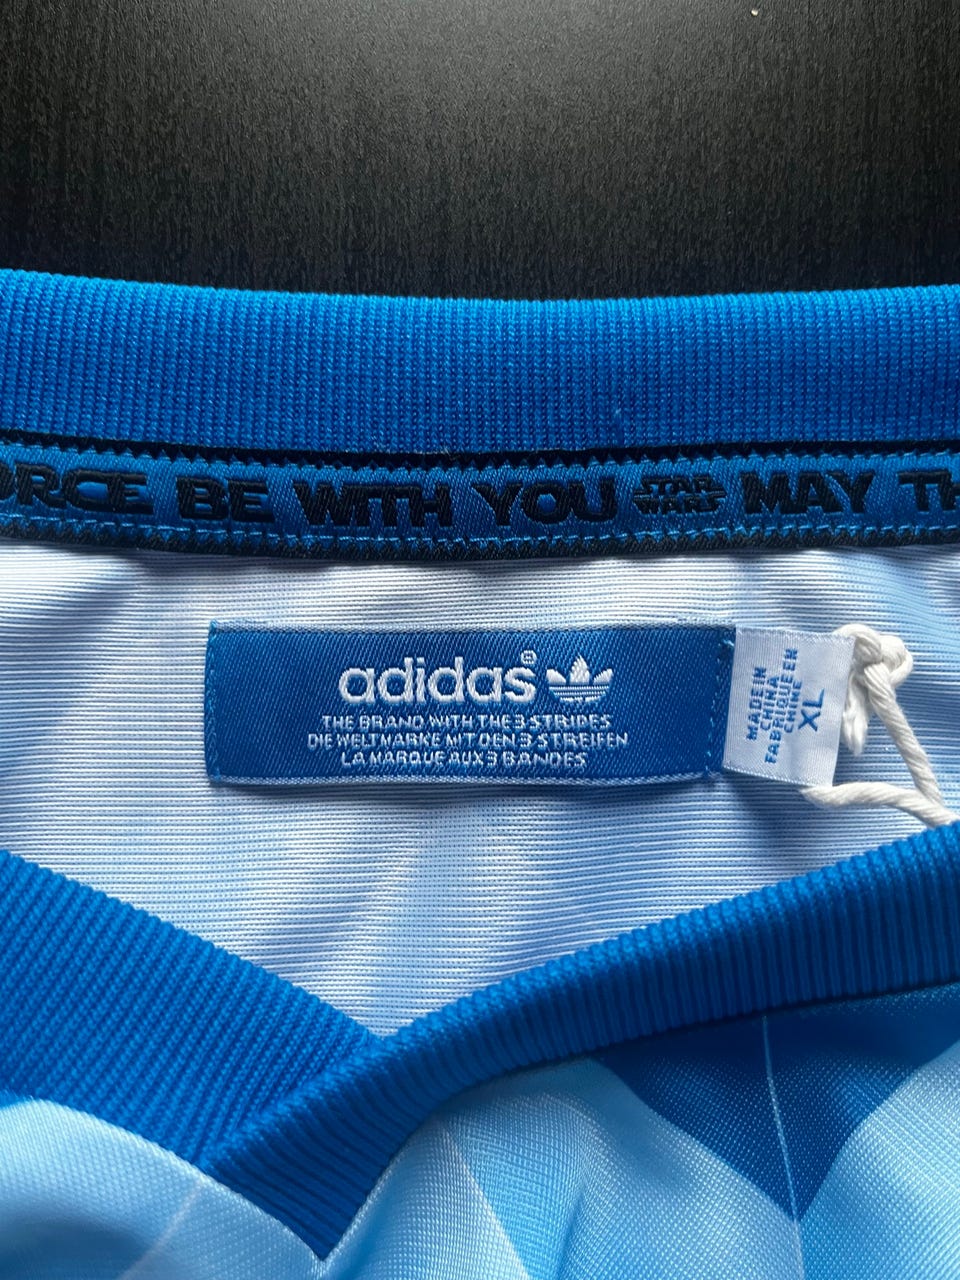 ORCE BE WITH YOU STAR WARS MAY TH
adidas®
THE BRAND WITH THE 3 STRIPES
DIE WELTMARKE MIT DEN 3 STREIFEN
LA MARQUE AUX 3 BANDES
MADE IN
CHINA
FABRIQUE EN
CHINE
XL